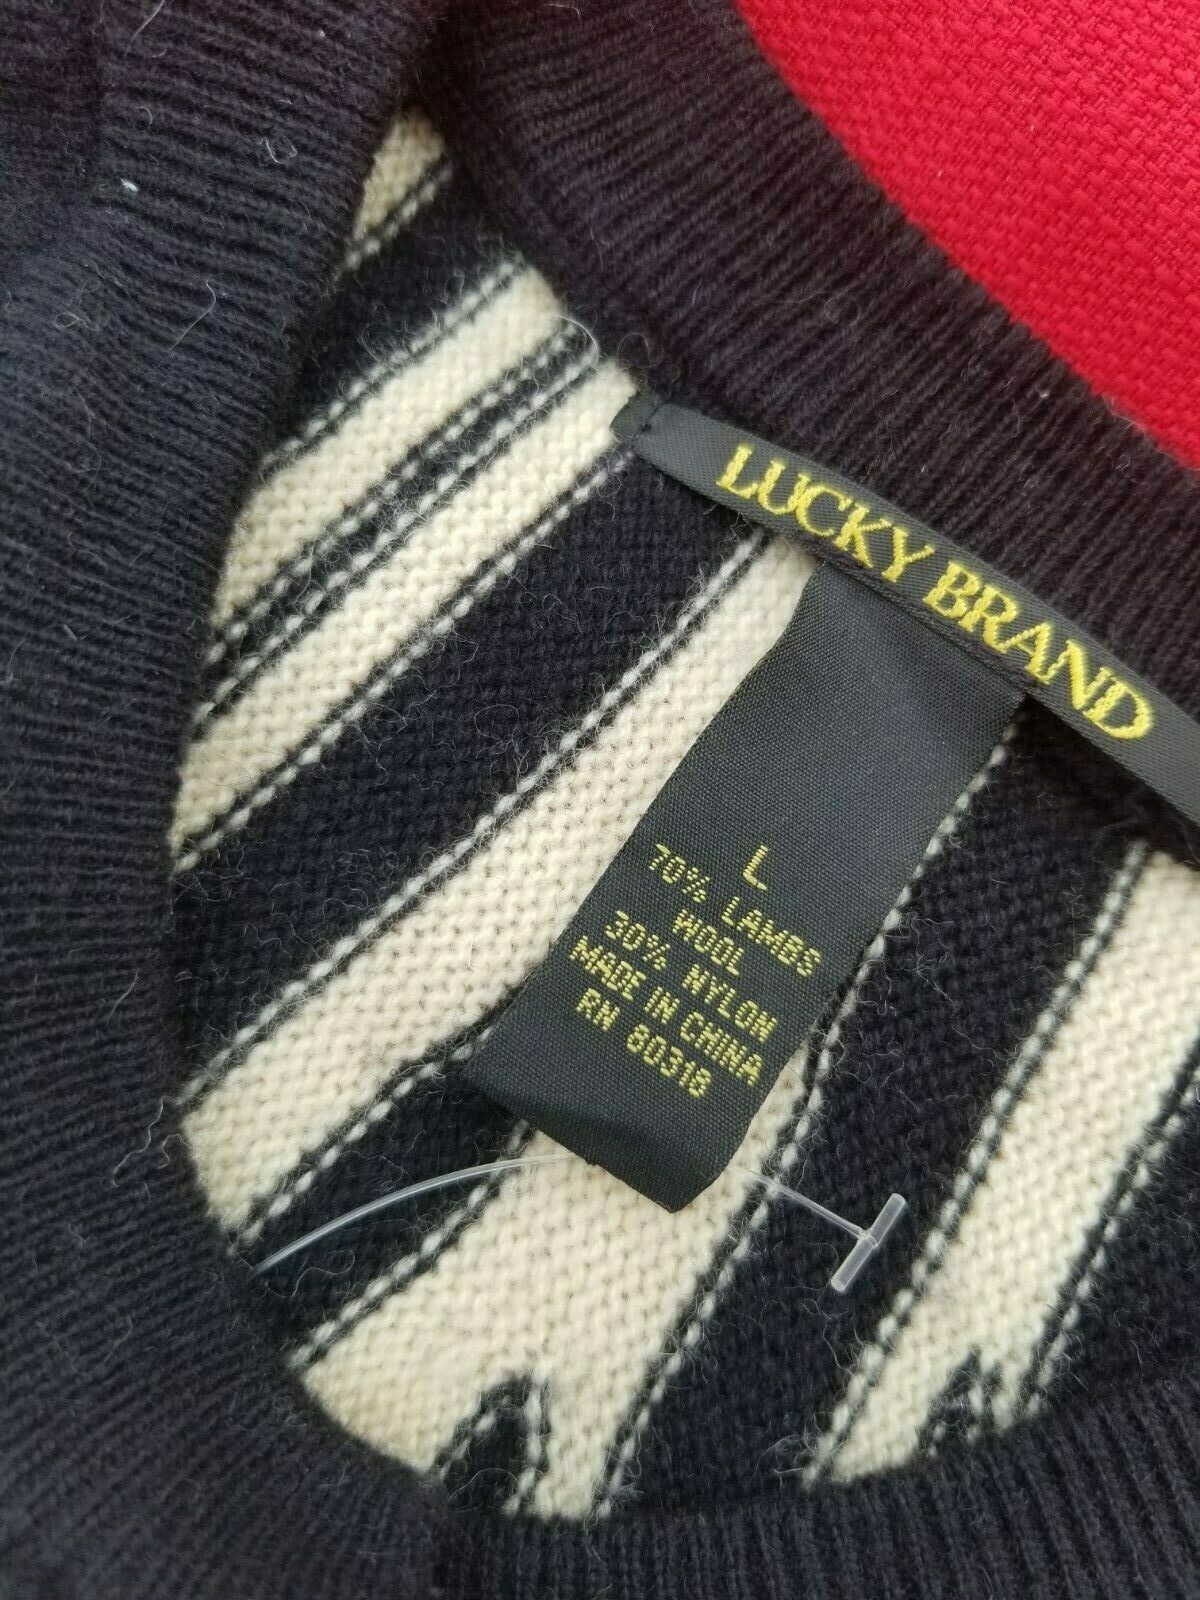 LUCKY BRAND
L
70% LAMBS
WOOL
30% NYLON
MADE IN CHINA
RN 80318